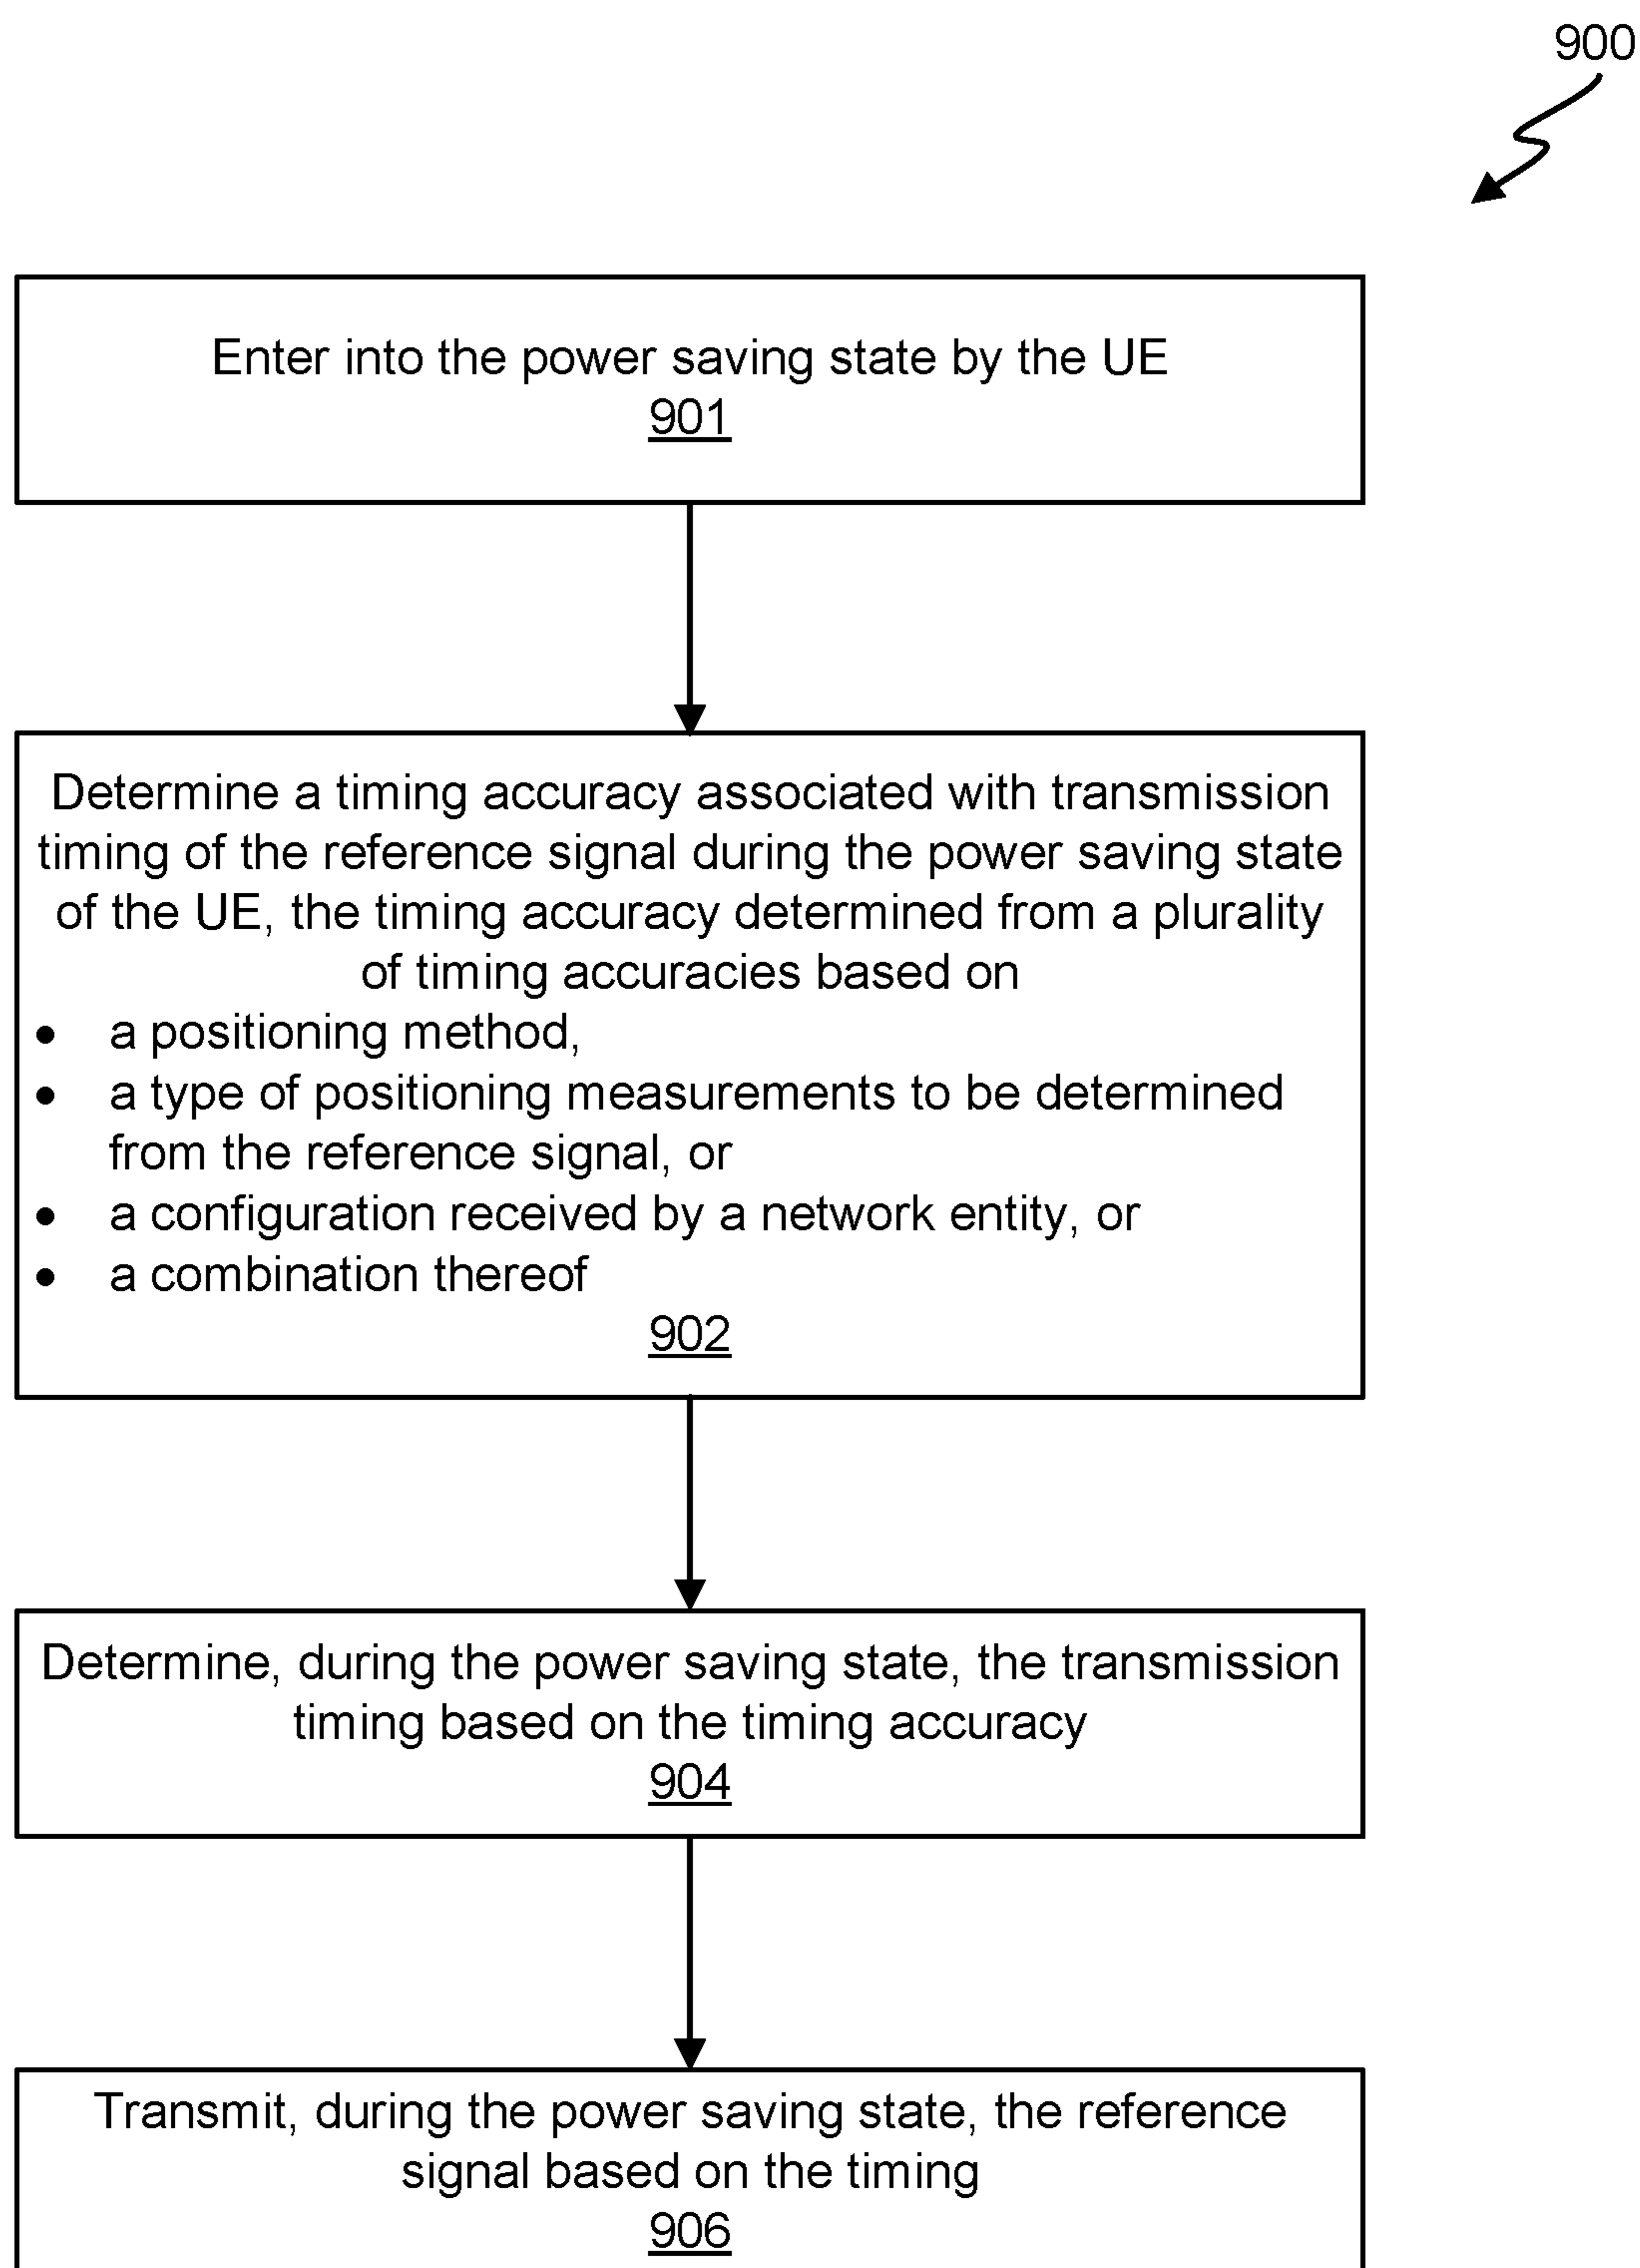 900
Enter into the power saving state by the UE
901
Determine a timing accuracy associated with transmission
timing of the reference signal during the power saving state
of the UE, the timing accuracy determined from a plurality
of timing accuracies based on
• a positioning method,
• a type of positioning measurements to be determined
from the reference signal, or
• a configuration received by a network entity, or
• a combination thereof
902
Determine, during the power saving state, the transmission
timing based on the timing accuracy
904
Transmit, during the power saving state, the reference
signal based on the timing
906